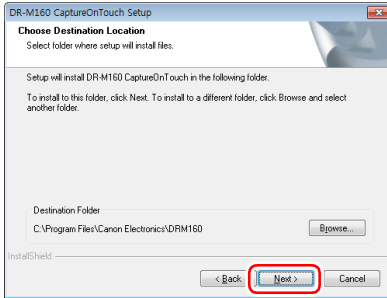 DR-M160 CaptureOnTouch Setup
Choose Destination Location
Select folder where setup will install files.
Setup will install DR-M160 CaptureOnTouch in the following folder.
To install to this folder, click Next. To install to a different folder, click Browse and select
another folder.
Destination Folder
C:\Program Files\Canon Electronics\DRM160
Browse...
InstallShield
< Back
Next >
Cancel